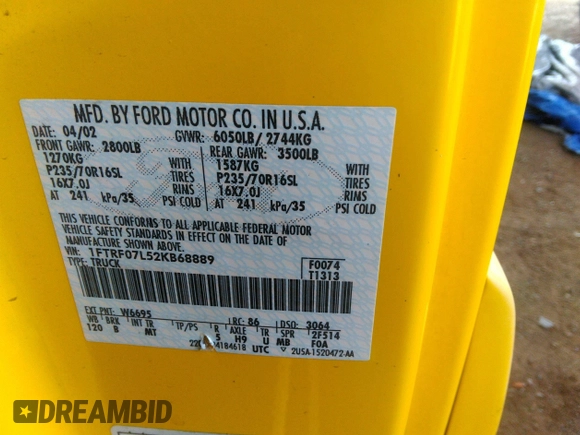 MFD. BY FORD MOTOR CO. IN U.S.A.
DATE: 04/02 GVWR: 6050LB/ 2744KG
FRONT GAWR: 2800LB REAR GAWR: 3500LB
1270KG WITH 1587KG WITH
P235/70R16SL TIRES P235/70R16SL TIRES
16X7.0J RIMS 16X7.0J RIMS
AT 241 kPa/35 PSI COLD AT 241 kPa/35 PSI COLD
THIS VEHICLE CONFORMS TO ALL APPLICABLE FEDERAL MOTOR
VEHICLE SAFETY STANDARDS IN EFFECT ON THE DATE OF
MANUFACTURE SHOWN ABOVE.
VIN: 1FTRF07L52KB68889 F0074
TYPE: TRUCK T1313
EXT PNT: W6695 RC: 86 DSO: 3064
WB BRK INT TR TP/PS R AXLE TR SPR 2F514
120 B MT 5 H9 U MB F0A
4184618 UTC 2USA-1520472-AA
DREAMBID